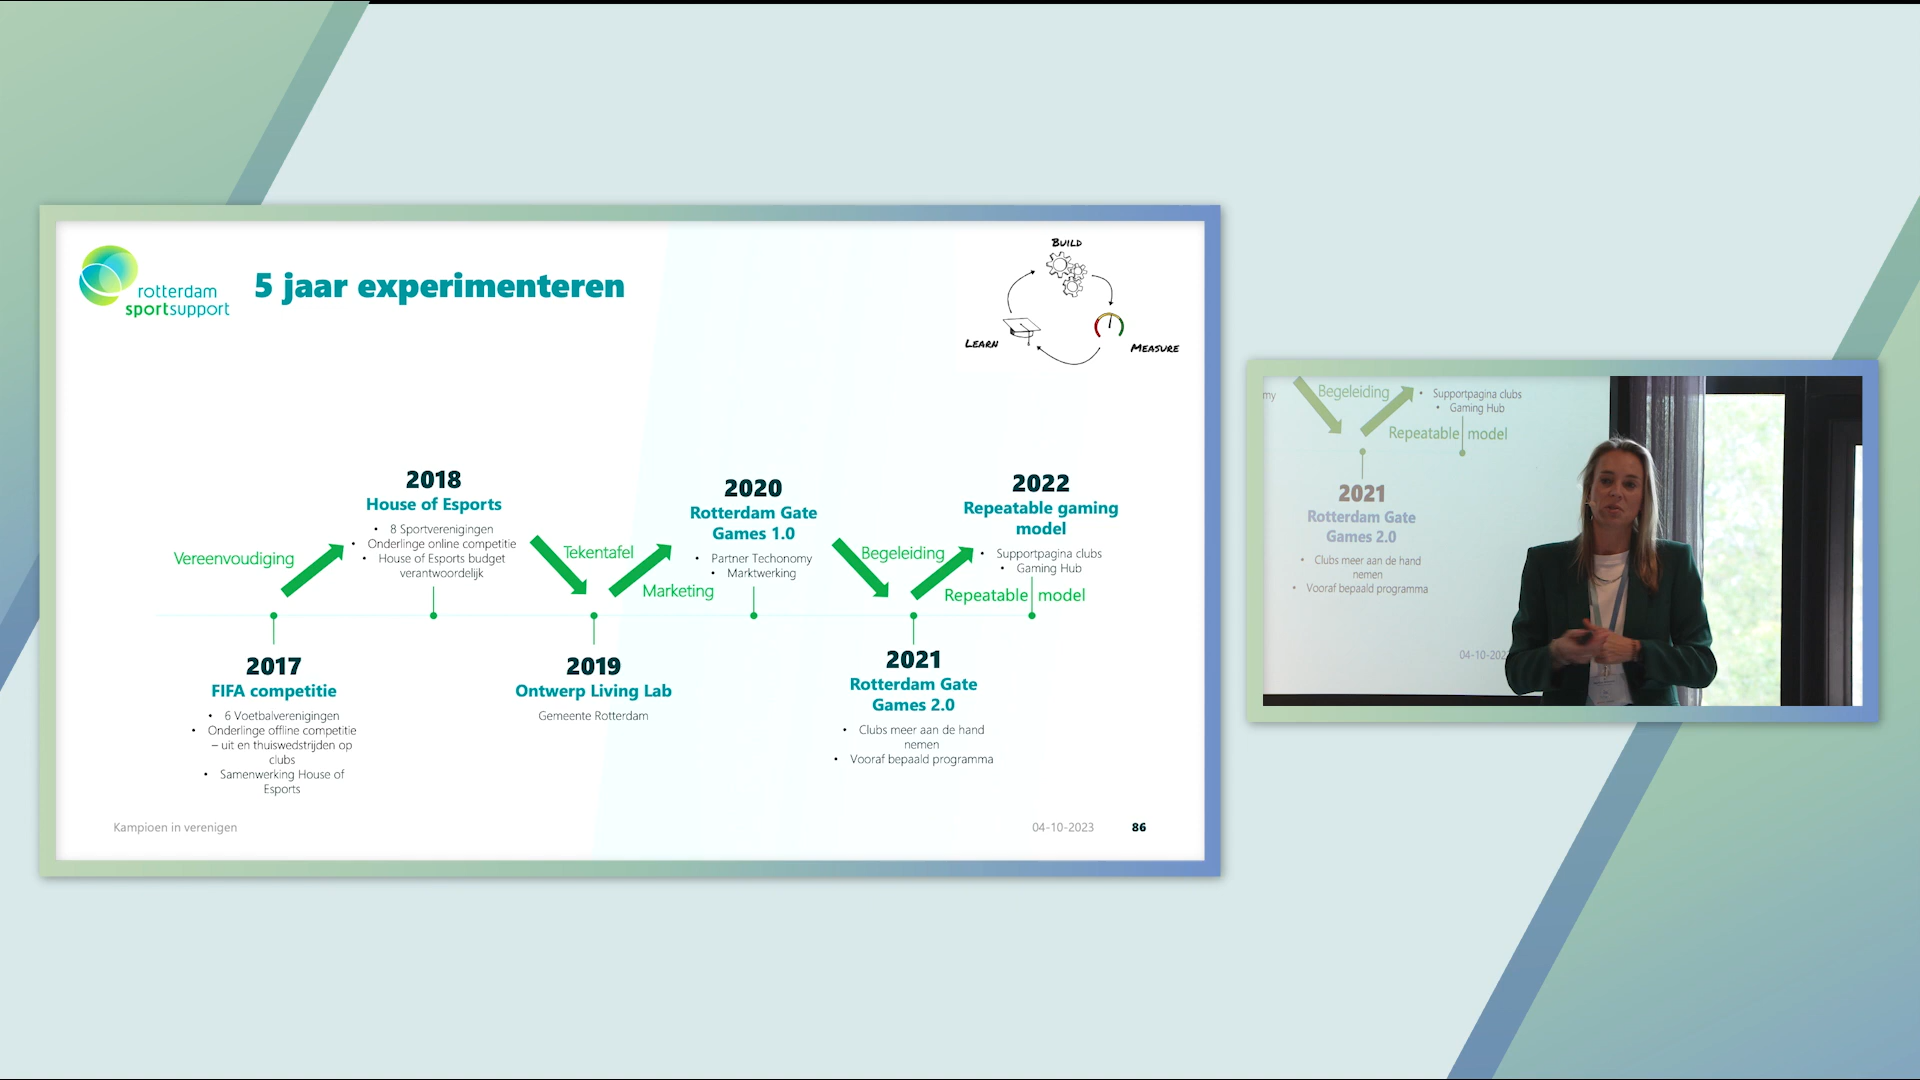 rotterdam
sportsupport
5 jaar experimenteren
BUILD
LEARN
MEASURE
Vereenvoudiging
2018
House of Esports
• 8 Sportverenigingen
• Onderlinge online competitie
• House of Esports budget
verantwoordelijk
Tekentafel
Marketing
2020
Rotterdam Gate
Games 1.0
• Partner Techonomy
• Marktwerking
Begeleiding
2022
Repeatable gaming
model
• Supportpagina clubs
• Gaming Hub
Repeatable model
2017
FIFA competitie
• 6 Voetbalverenigingen
• Onderlinge offline competitie
– uit en thuiswedstrijden op
clubs
• Samenwerking House of
Esports
2019
Ontwerp Living Lab
Gemeente Rotterdam
2021
Rotterdam Gate
Games 2.0
• Clubs meer aan de hand
nemen
• Vooraf bepaald programma
Kampioen in verenigen
04-10-2023
86
my
Begeleiding
• Supportpagina clubs
• Gaming Hub
Repeatable model
2021
Rotterdam Gate
Games 2.0
• Clubs meer aan de hand
nemen
• Vooraf bepaald programma
04-10-202